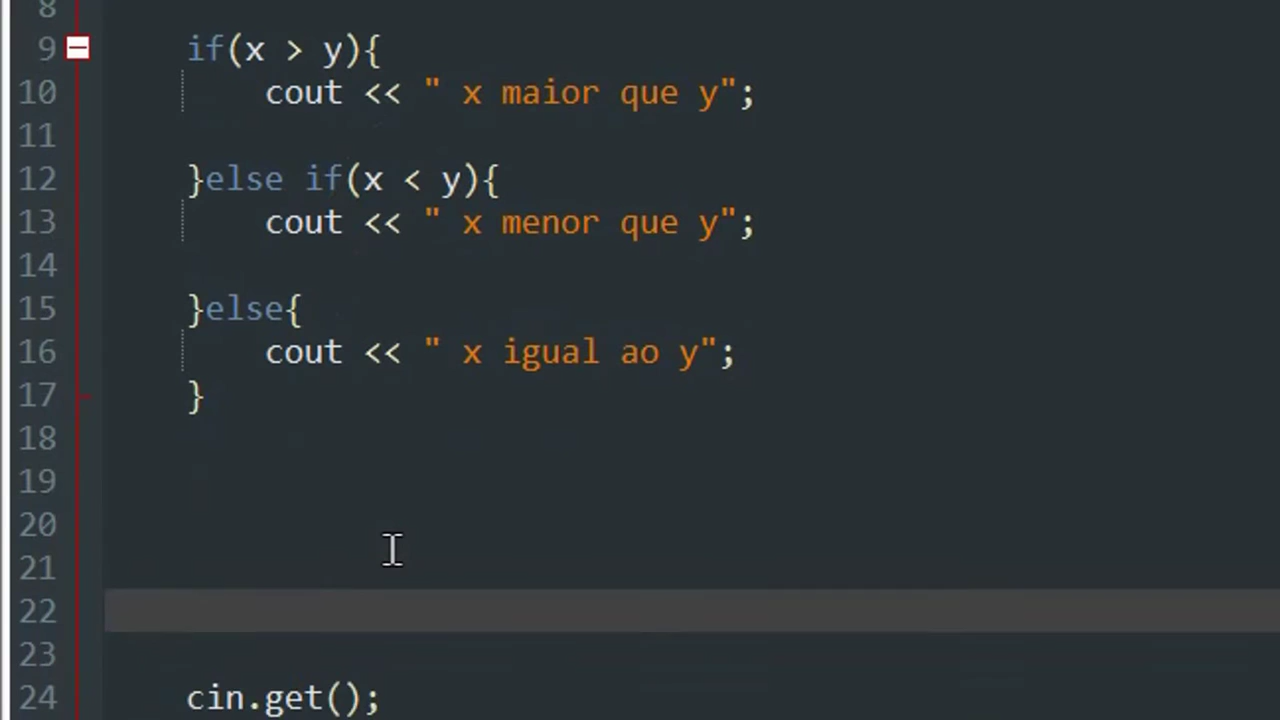 8
9 if(x > y){
10 cout << " x maior que y";
11
12 }else if(x < y){
13 cout << " x menor que y";
14
15 }else{
16 cout << " x igual ao y";
17 }
18
19
20
21
22
23
24 cin.get();